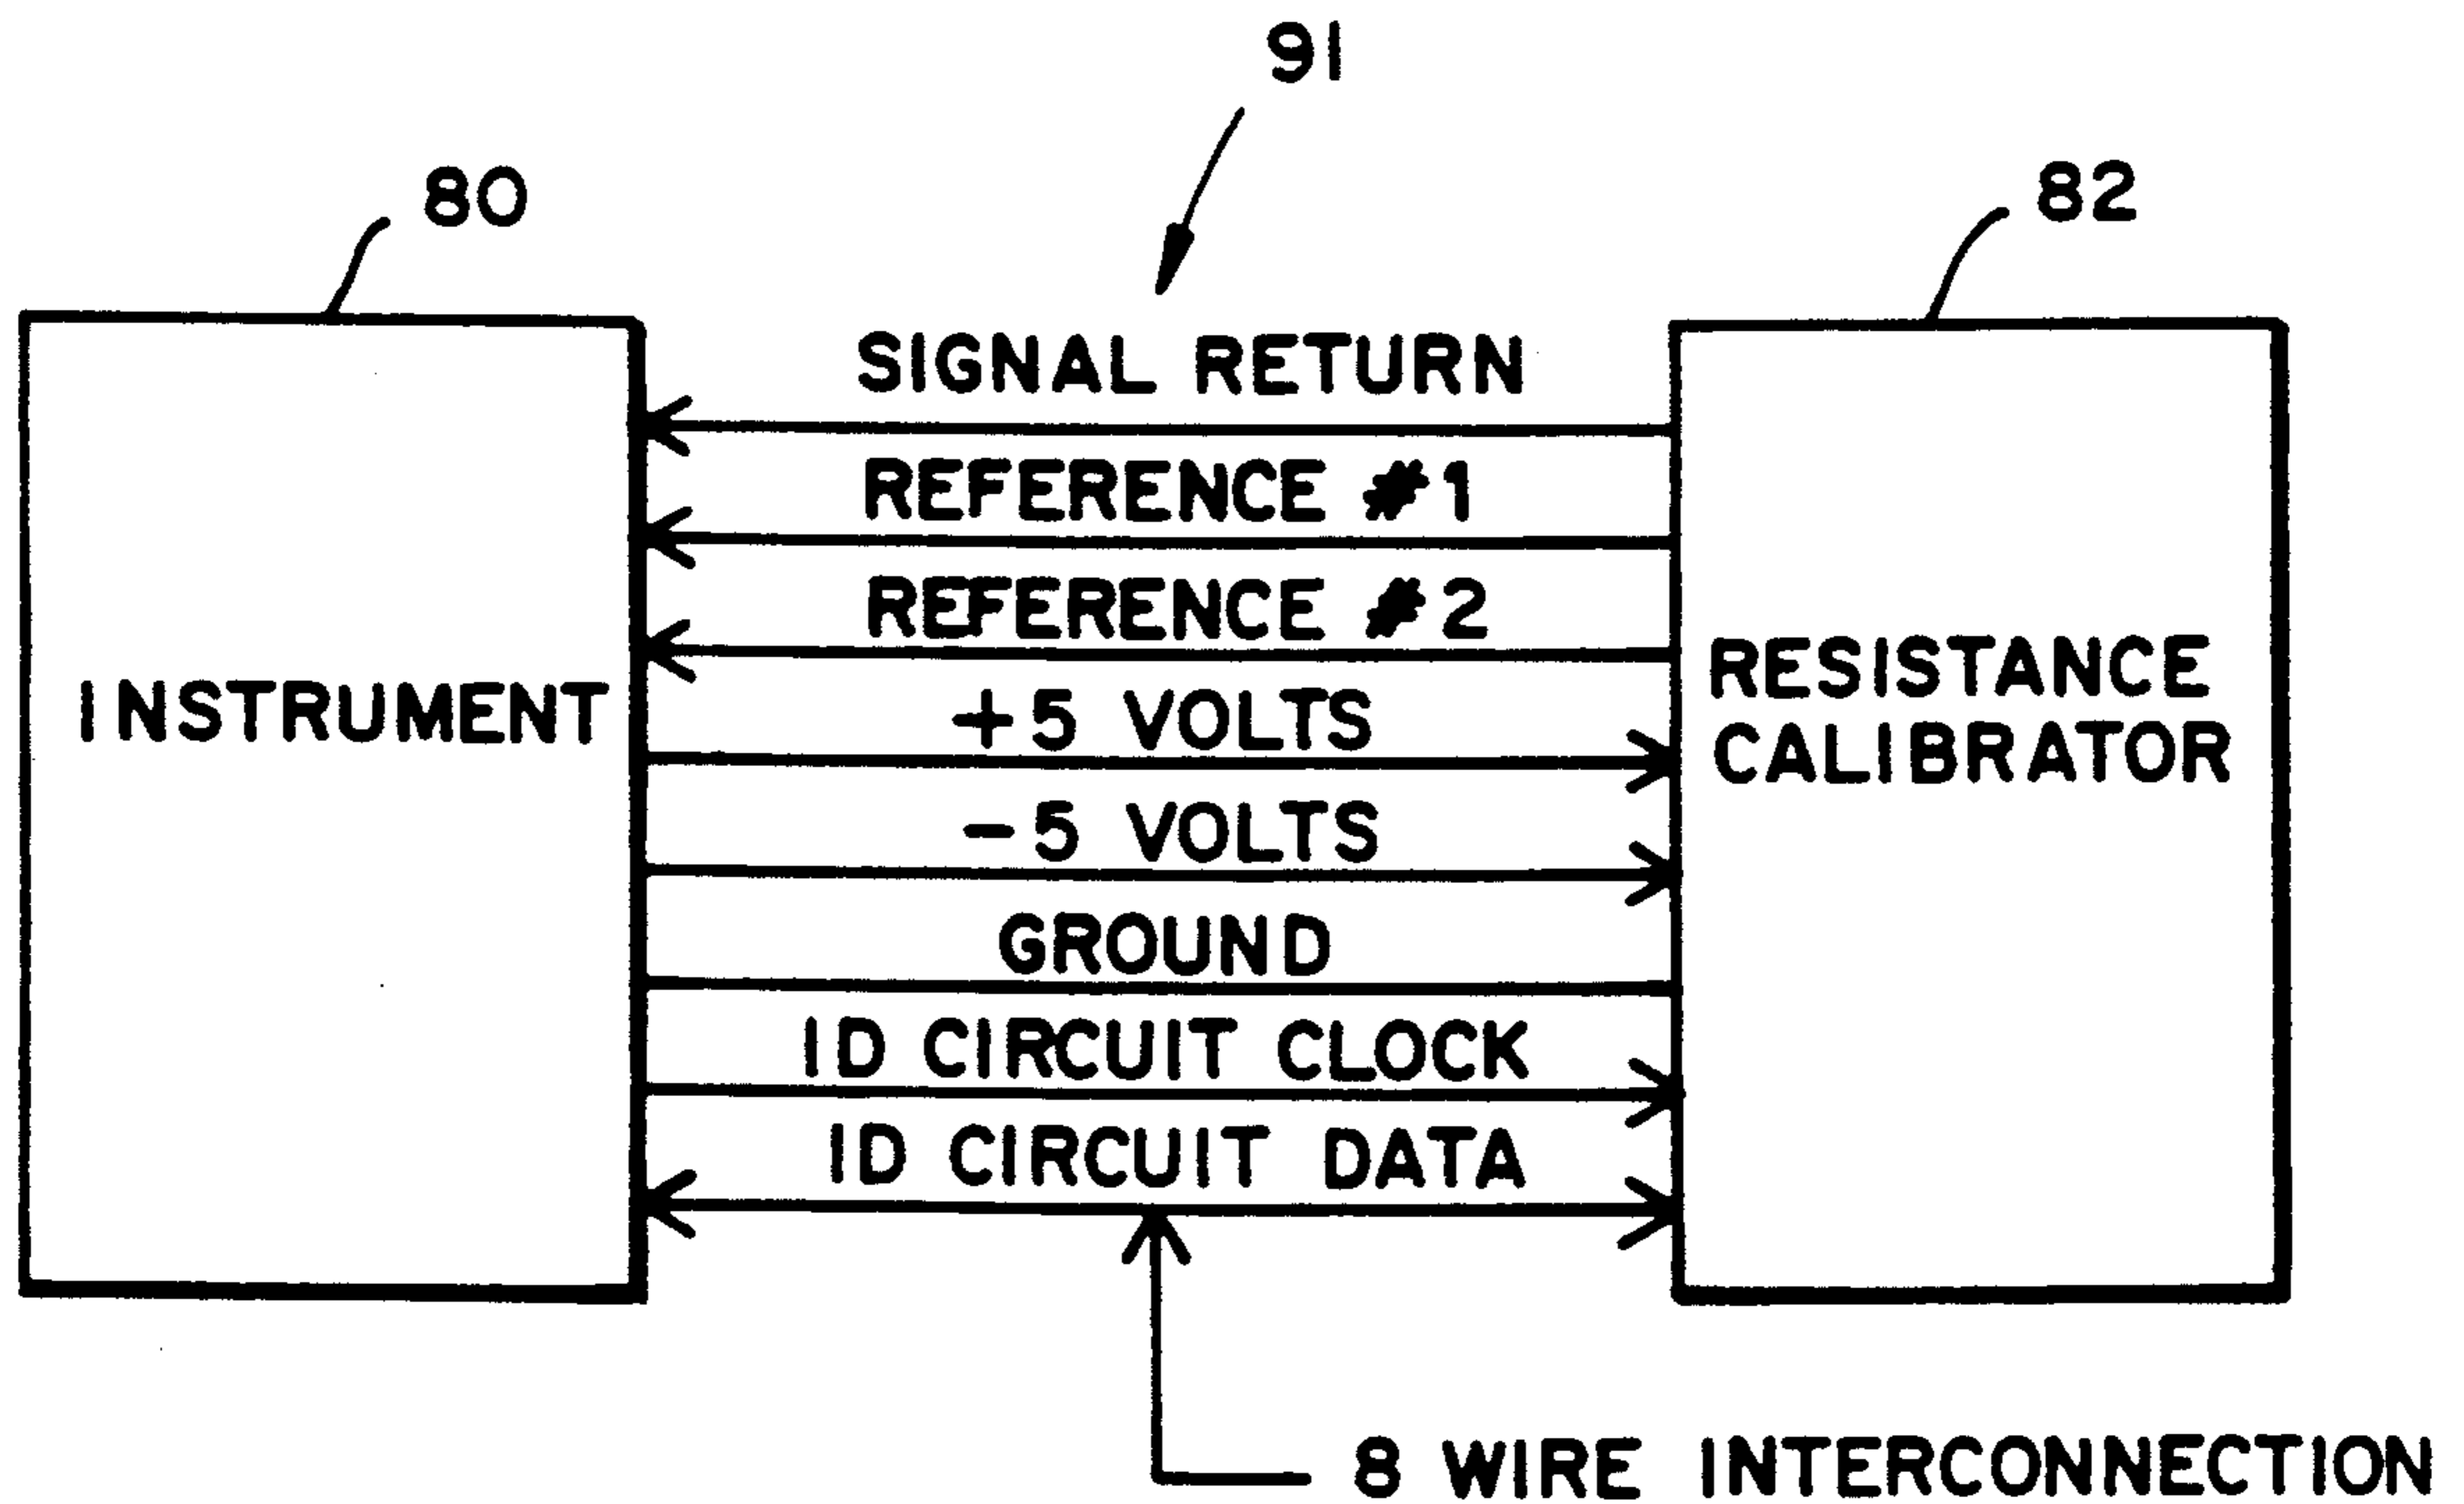 91
80
82
SIGNAL RETURN
REFERENCE #1
REFERENCE #2
INSTRUMENT
RESISTANCE
CALIBRATOR
+5 VOLTS
-5 VOLTS
GROUND
ID CIRCUIT CLOCK
ID CIRCUIT DATA
8 WIRE INTERCONNECTION